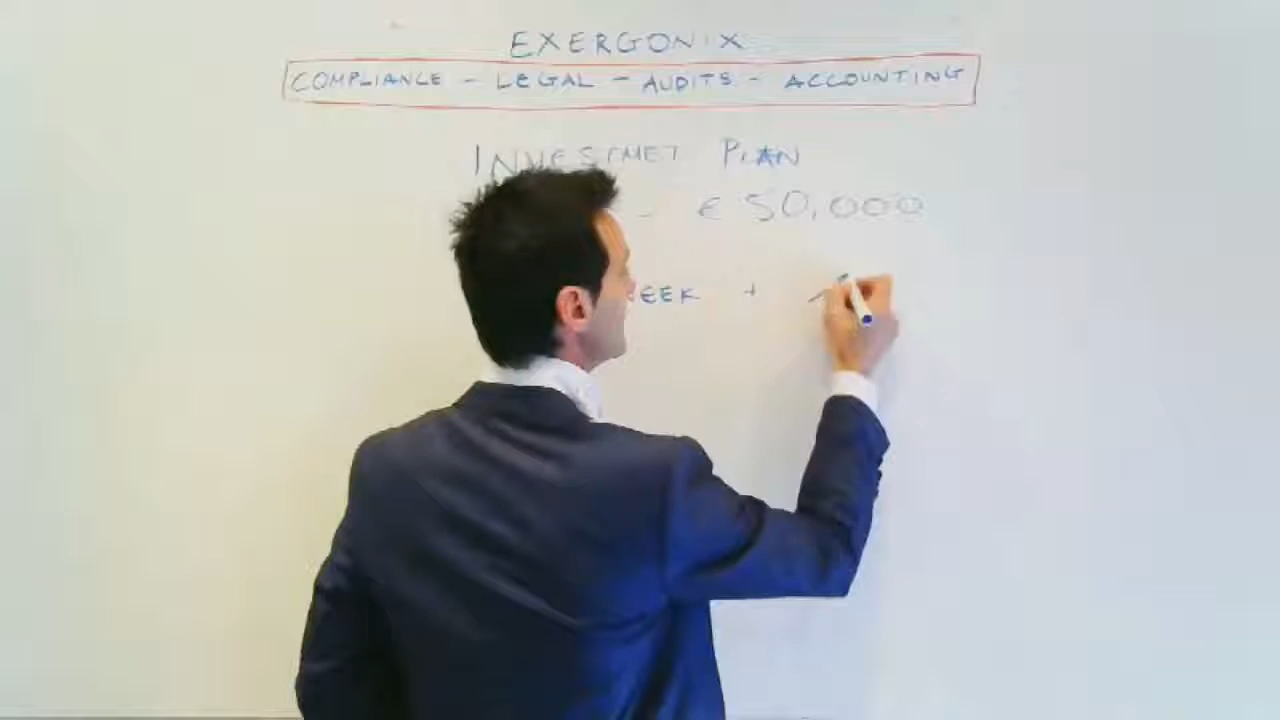 EXERGONIX
COMPLIANCE - LEGAL - AUDITS - ACCOUNTING
INVESTMET PLAN
- € 50,000
EEK +